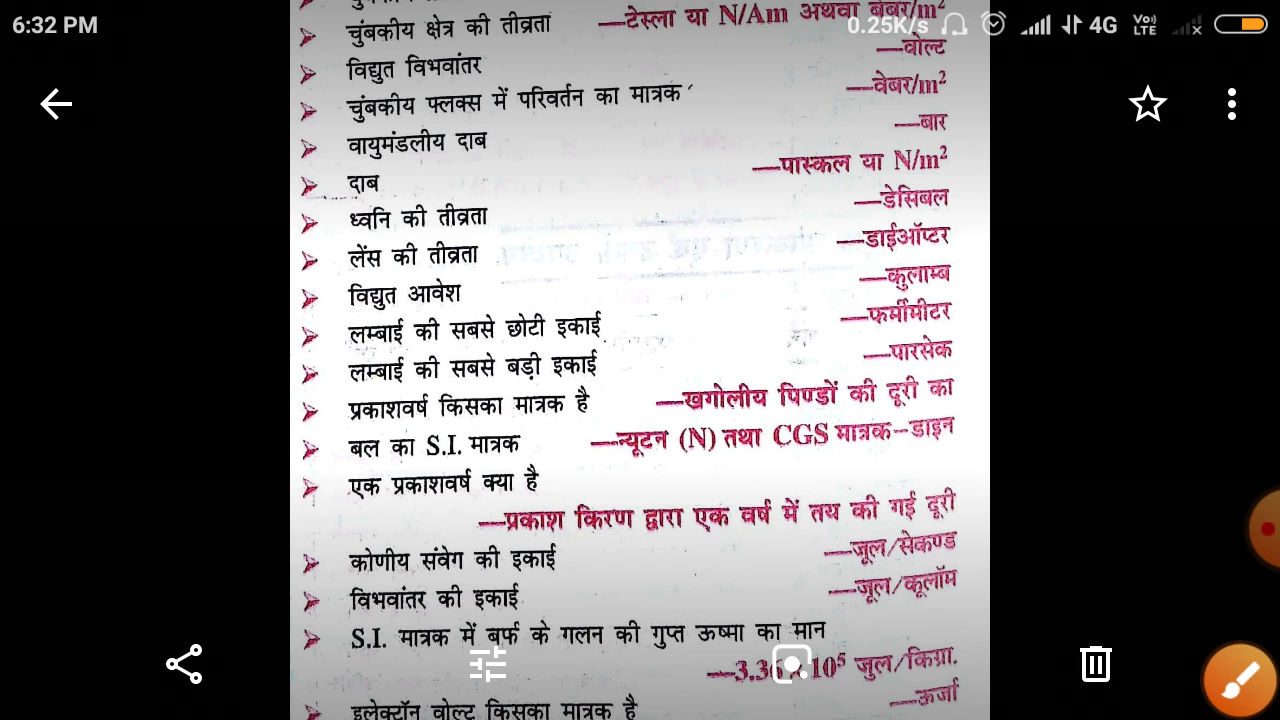 6:32 PM
0.25K/s 4G Vo) LTE
चुंबकीय क्षेत्र की तीव्रता —टेस्ला या N/Am अथवा वेबर/m²
विद्युत विभवांतर —वोल्ट
चुंबकीय फ्लक्स में परिवर्तन का मात्रक —वेबर/m²
वायुमंडलीय दाब —बार
दाब —पास्कल या N/m²
ध्वनि की तीव्रता —डेसिबल
लेंस की तीव्रता —डाईऑप्टर
विद्युत आवेश —कुलाम्ब
लम्बाई की सबसे छोटी इकाई —फर्मीमीटर
लम्बाई की सबसे बड़ी इकाई —पारसेक
प्रकाशवर्ष किसका मात्रक है —खगोलीय पिण्डों की दूरी का
बल का S.I. मात्रक —न्यूटन (N) तथा CGS मात्रक–डाइन
एक प्रकाशवर्ष क्या है
—प्रकाश किरण द्वारा एक वर्ष में तय की गई दूरी
कोणीय संवेग की इकाई —जूल/सेकण्ड
विभवांतर की इकाई —जूल/कूलॉम
S.I. मात्रक में बर्फ के गलन की गुप्त ऊष्मा का मान
—3.36×10⁵ जुल/किग्रा.
इलेक्ट्रॉन वोल्ट किसका मात्रक है —ऊर्जा